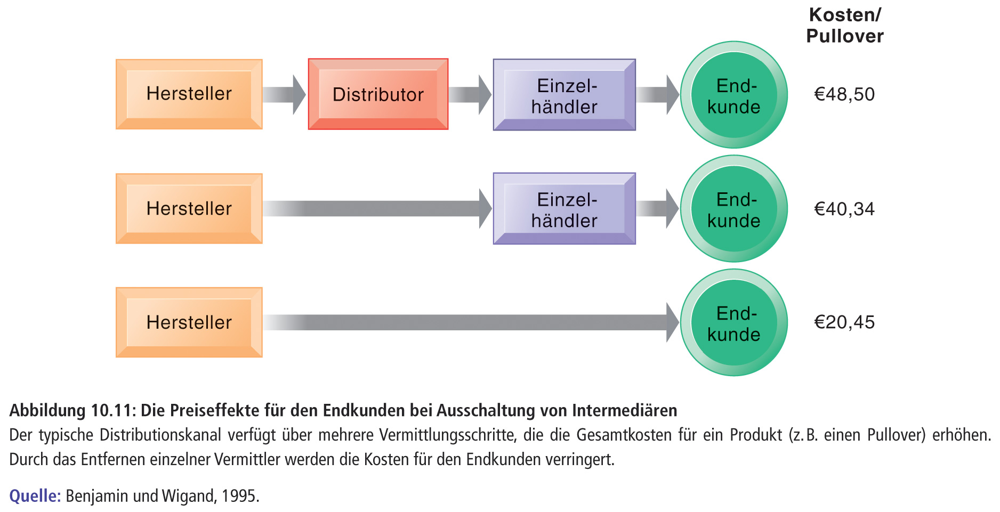 Kosten/
Pullover
Hersteller
Distributor
Einzel-
händler
End-
kunde
€48,50
Hersteller
Einzel-
händler
End-
kunde
€40,34
Hersteller
End-
kunde
€20,45
Abbildung 10.11: Die Preiseffekte für den Endkunden bei Ausschaltung von Intermediären
Der typische Distributionskanal verfügt über mehrere Vermittlungsschritte, die die Gesamtkosten für ein Produkt (z. B. einen Pullover) erhöhen.
Durch das Entfernen einzelner Vermittler werden die Kosten für den Endkunden verringert.
Quelle: Benjamin und Wigand, 1995.